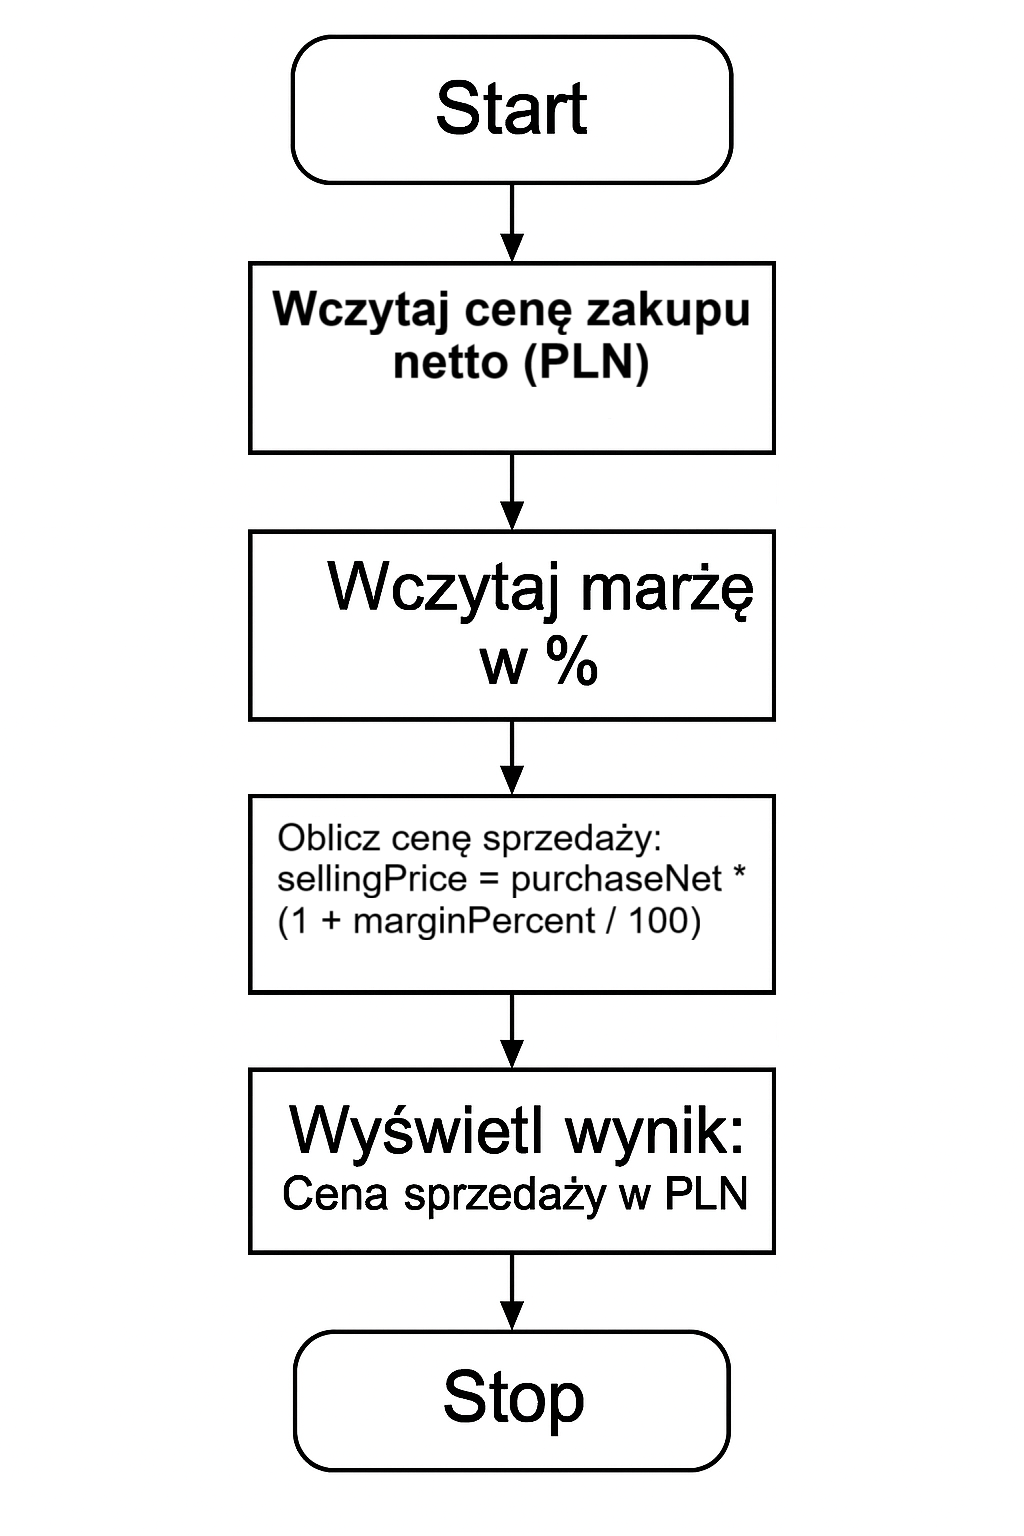 Start
Wczytaj cenę zakupu
netto (PLN)
Wczytaj marżę
w %
Oblicz cenę sprzedaży:
sellingPrice = purchaseNet *
(1 + marginPercent / 100)
Wyświetl wynik:
Cena sprzedaży w PLN
Stop